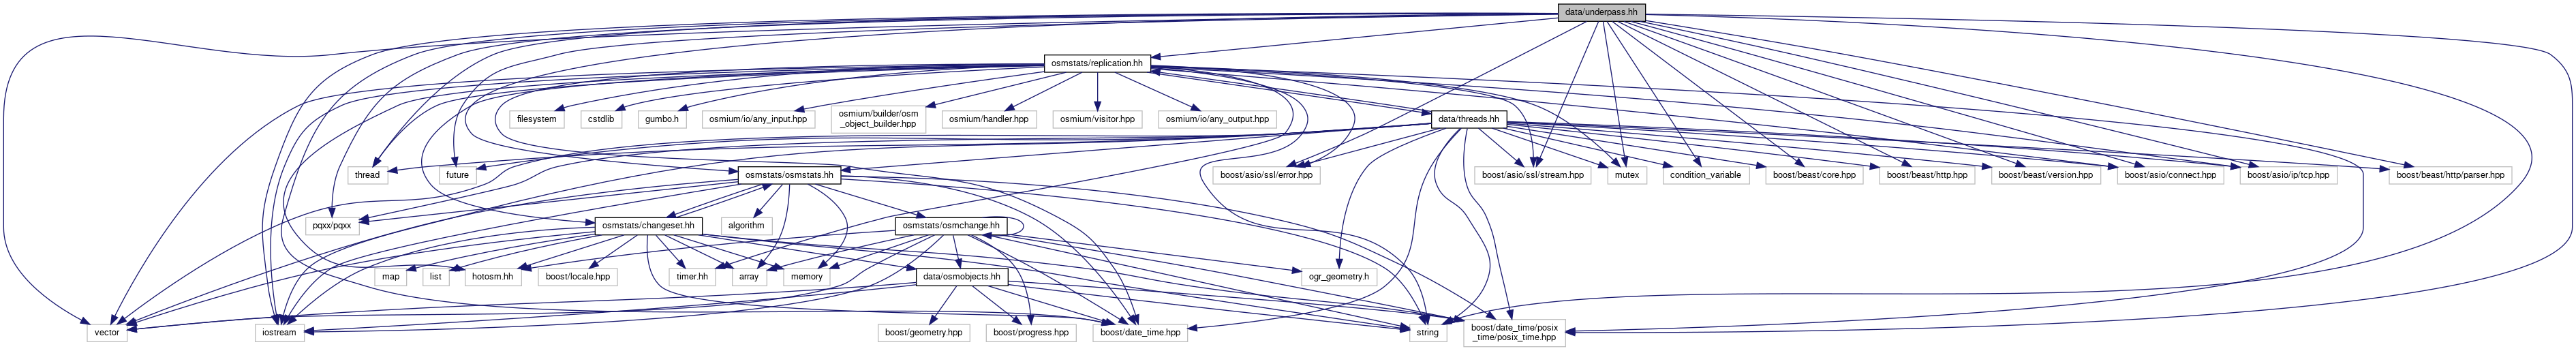 data/underpass.hh
osmstats/replication.hh
filesystem
cstdlib
gumbo.h
osmium/io/any_input.hpp
osmium/builder/osm
_object_builder.hpp
osmium/handler.hpp
osmium/visitor.hpp
osmium/io/any_output.hpp
data/threads.hh
thread
future
osmstats/osmstats.hh
boost/asio/ssl/error.hpp
boost/asio/ssl/stream.hpp
mutex
condition_variable
boost/beast/core.hpp
boost/beast/http.hpp
boost/beast/version.hpp
boost/asio/connect.hpp
boost/asio/ip/tcp.hpp
boost/beast/http/parser.hpp
pqxx/pqxx
osmstats/changeset.hh
algorithm
osmstats/osmchange.hh
map
list
hotosm.hh
boost/locale.hpp
timer.hh
array
memory
data/osmobjects.hh
ogr_geometry.h
vector
iostream
boost/geometry.hpp
boost/progress.hpp
boost/date_time.hpp
string
boost/date_time/posix
_time/posix_time.hpp